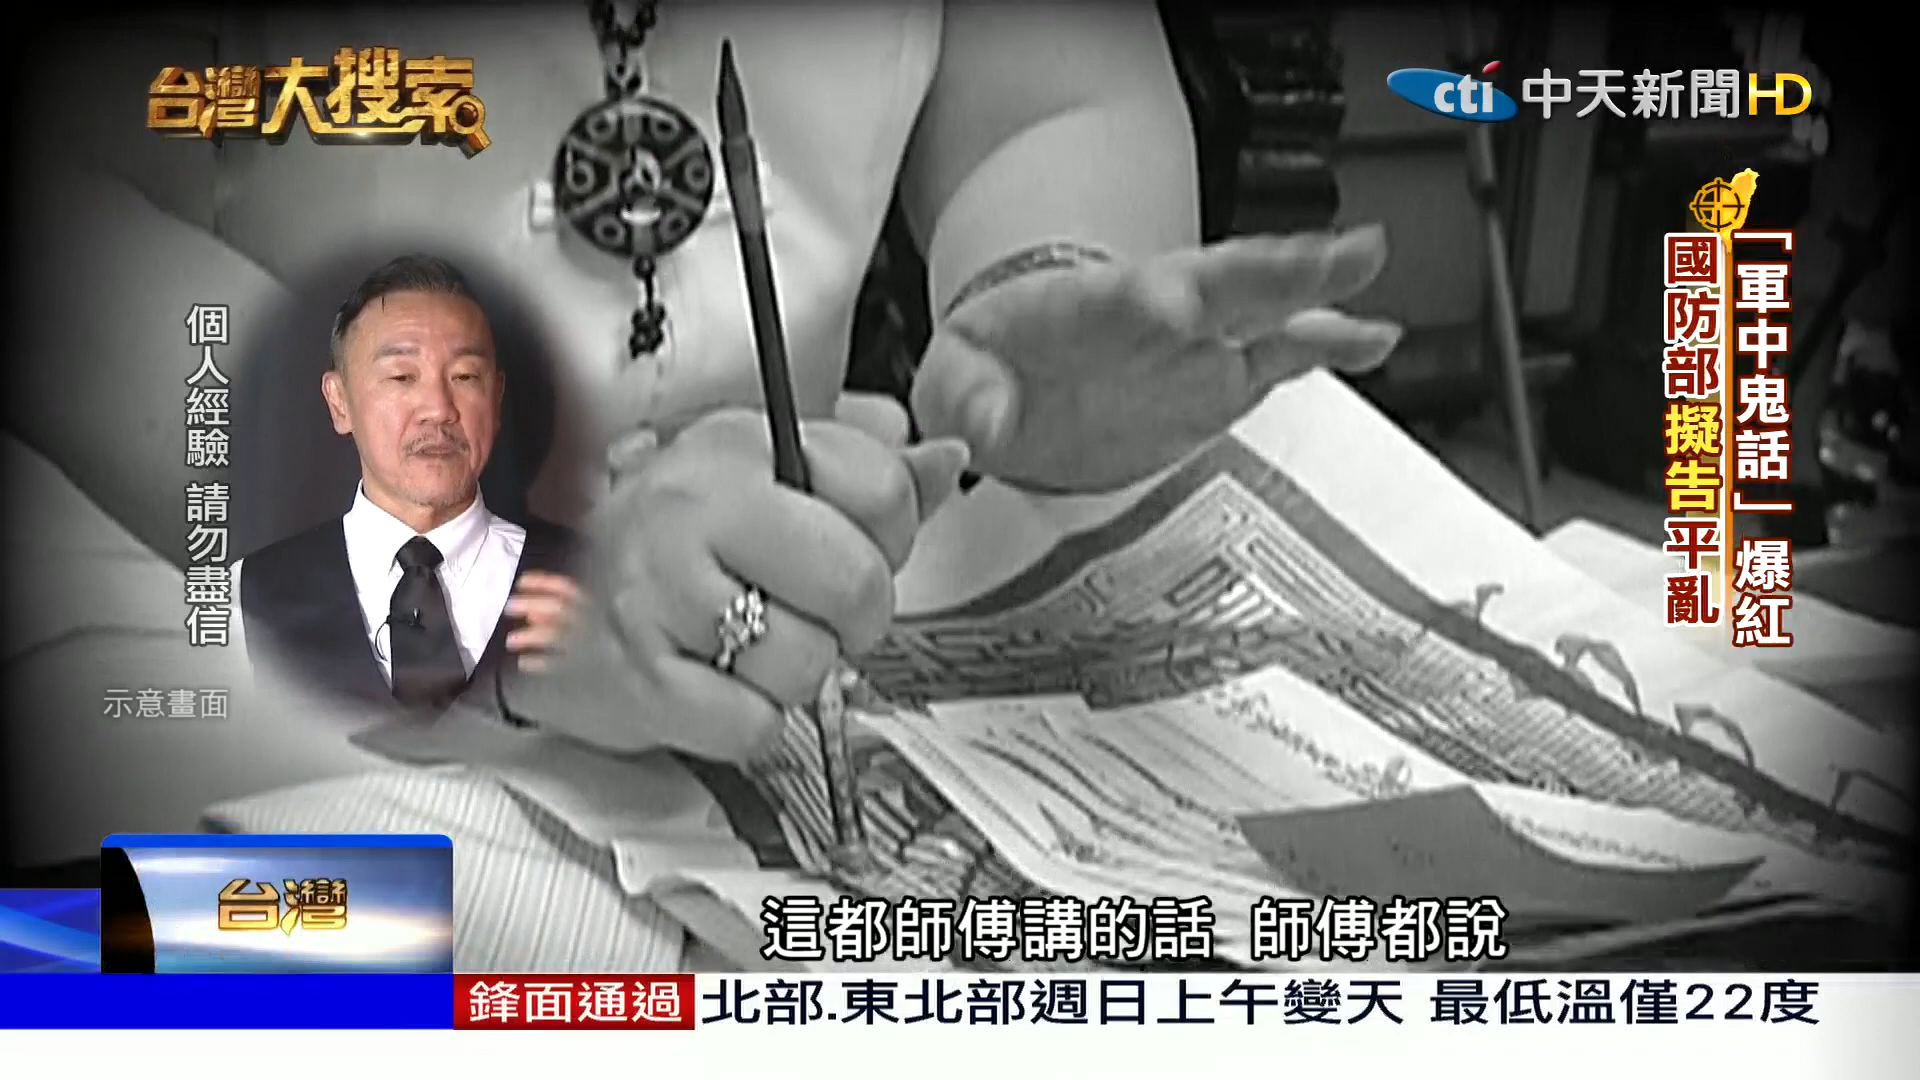 台灣大搜索
cti 中天新聞HD
「軍中鬼話」爆紅
國防部擬告平亂
個人經驗 請勿盡信
示意畫面
台灣
這都師傅講的話 師傅都說
鋒面通過 北部.東北部週日上午變天 最低溫僅22度